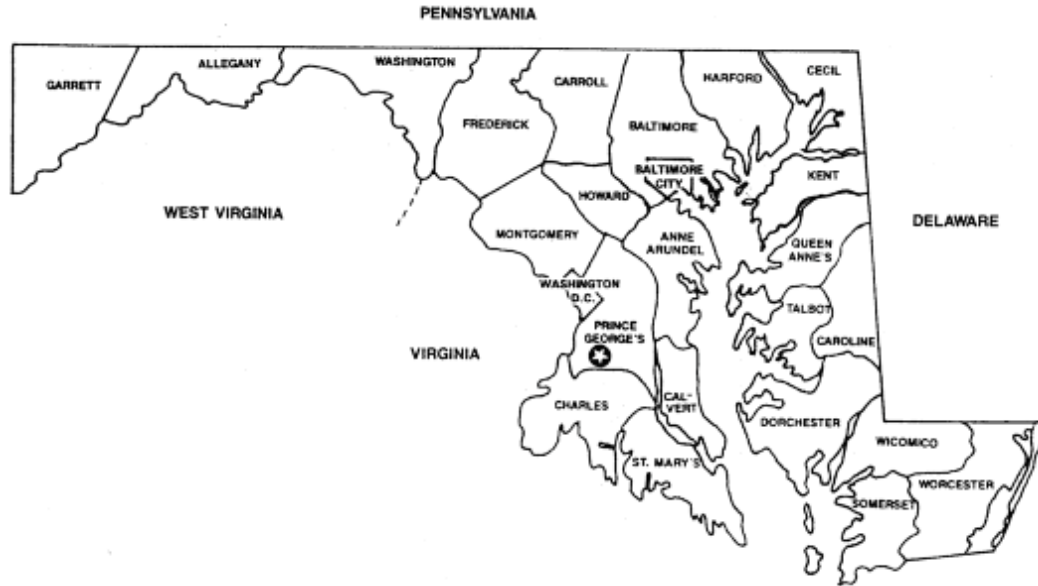 PENNSYLVANIA
GARRETT
ALLEGANY
WASHINGTON
CARROLL
HARFORD
CECIL
FREDERICK
BALTIMORE
BALTIMORE
CITY
KENT
HOWARD
WEST VIRGINIA
MONTGOMERY
ANNE
ARUNDEL
QUEEN
ANNE'S
DELAWARE
WASHINGTON
D.C.
TALBOT
PRINCE
GEORGE'S
CAROLINE
VIRGINIA
CHARLES
CAL-
VERT
DORCHESTER
WICOMICO
ST. MARY'S
WORCESTER
SOMERSET